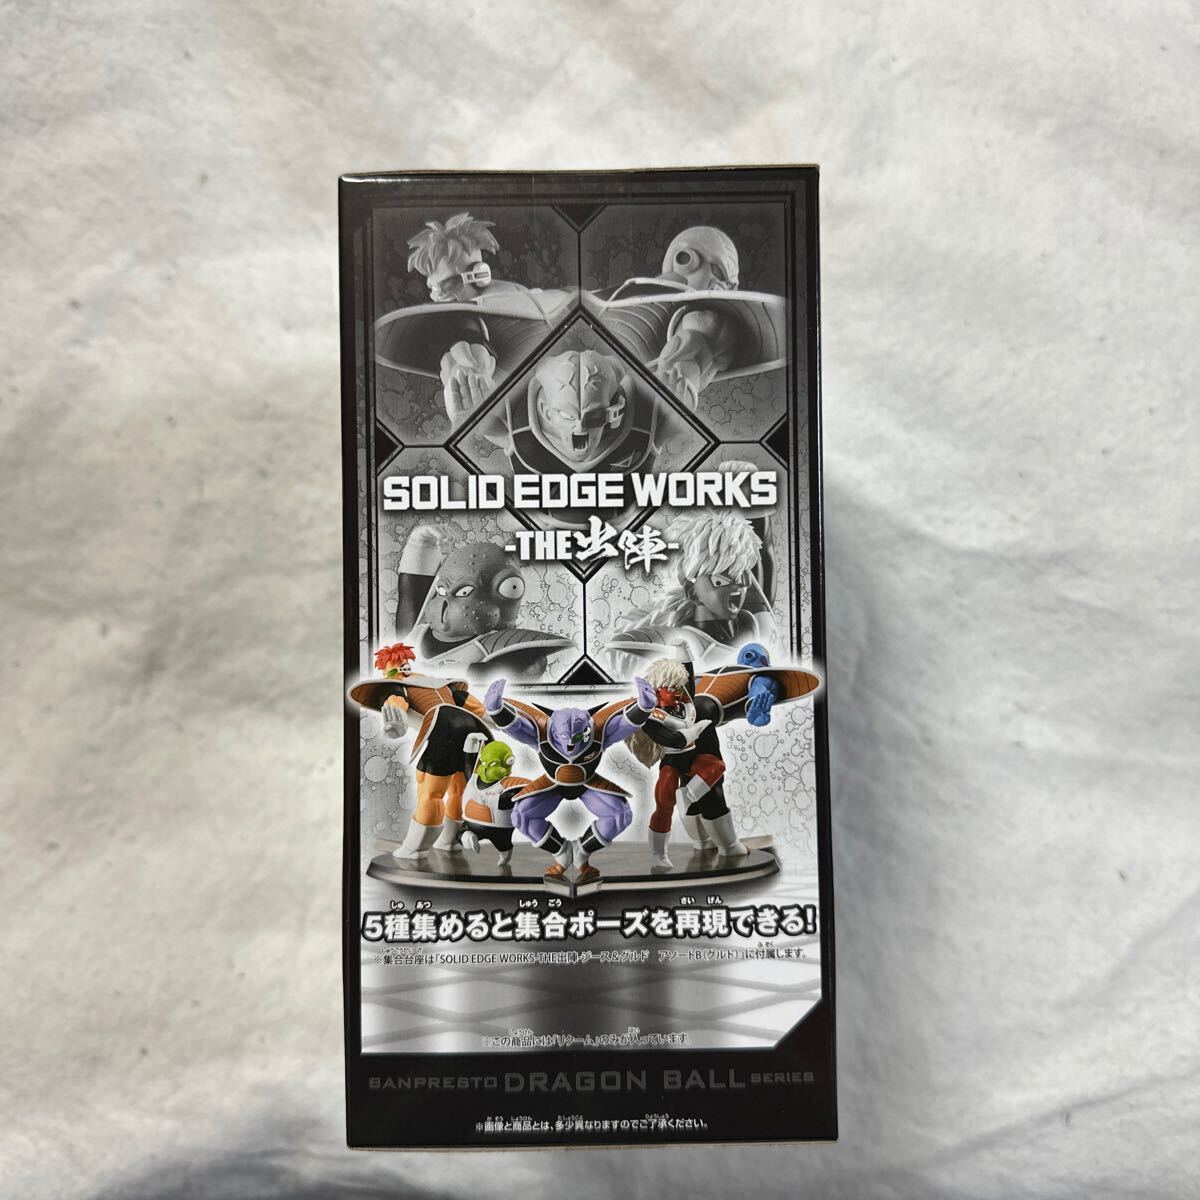 SOLID EDGE WORKS
-THE出陣-
5種集めると集合ポーズを再現できる!
※集合台座は「SOLID EDGE WORKS-THE出陣-ジース&グルド アソートB(グルド)」に付属します。
※この商品には「リクーム」のみが入っています。
BANPRESTO DRAGON BALL SERIES
※画像と商品とは、多少異なりますのでご了承ください。